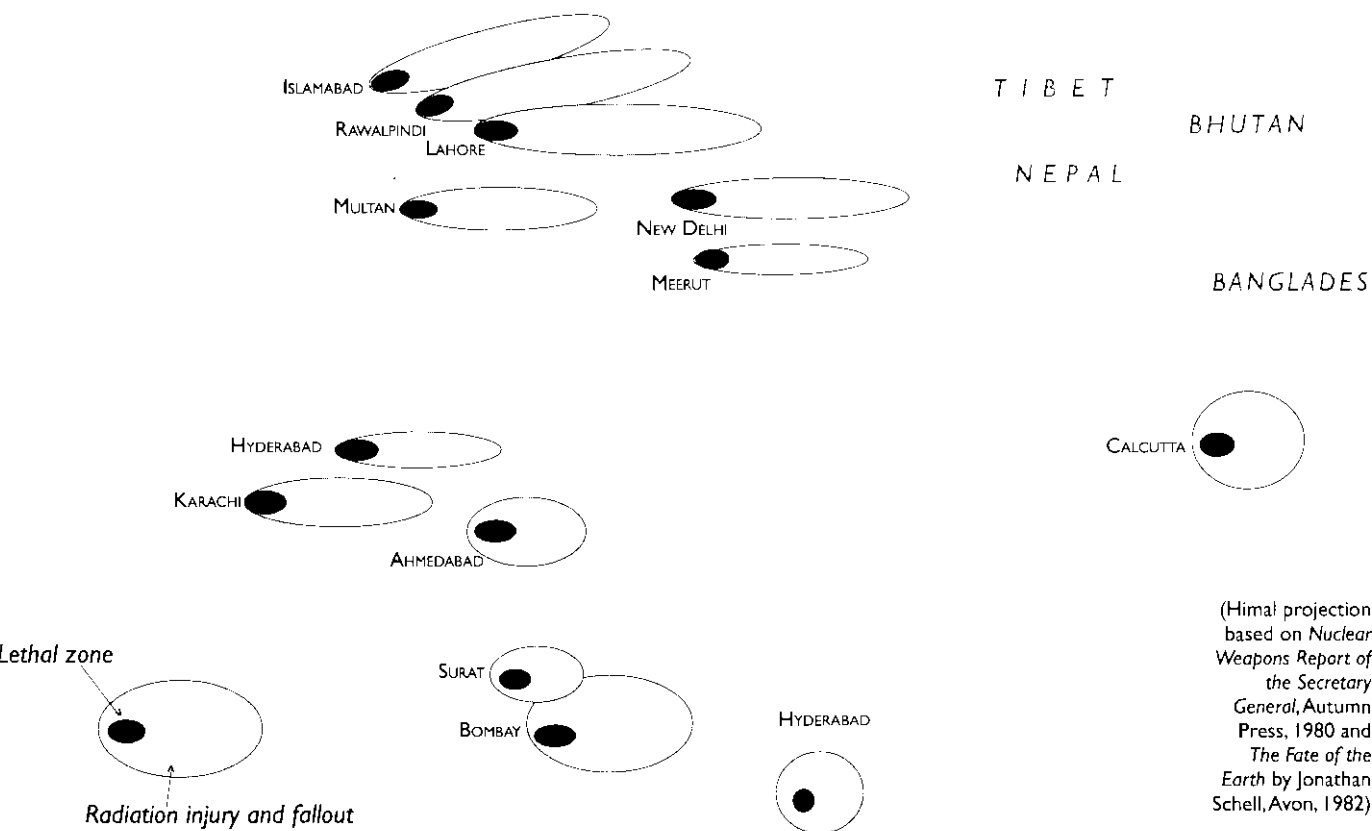 ISLAMABAD
RAWALPINDI
LAHORE
TIBET
BHUTAN
NEPAL
MULTAN
NEW DELHI
MEERUT
BANGLADES
HYDERABAD
CALCUTTA
KARACHI
AHMEDABAD
Lethal zone
SURAT
BOMBAY
HYDERABAD
Radiation injury and fallout
(Himal projection
based on Nuclear
Weapons Report of
the Secretary
General, Autumn
Press, 1980 and
The Fate of the
Earth by Jonathan
Schell, Avon, 1982)